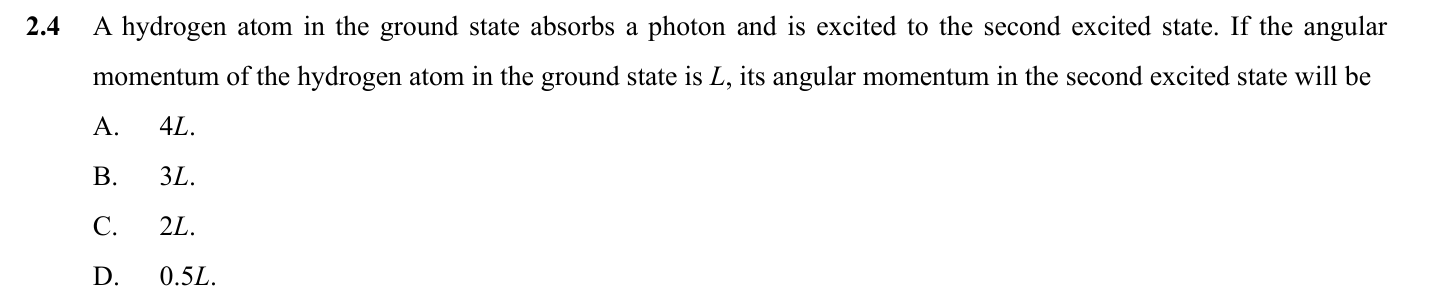 2.4 A hydrogen atom in the ground state absorbs a photon and is excited to the second excited state. If the angular
momentum of the hydrogen atom in the ground state is L, its angular momentum in the second excited state will be
A. 4L.
B. 3L.
C. 2L.
D. 0.5L.